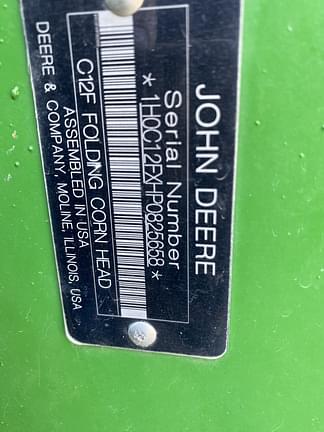 JOHN DEERE
Serial Number
*1H0C12FXHP0825658*
C12F FOLDING CORN HEAD
ASSEMBLED IN USA
DEERE & COMPANY, MOLINE, ILLINOIS, USA